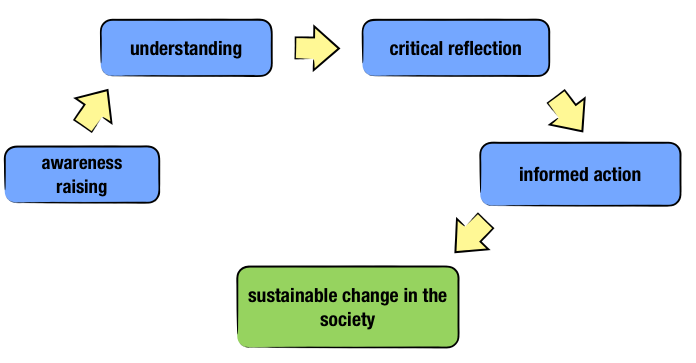 understanding
critical reflection
awareness
raising
informed action
sustainable change in the
society